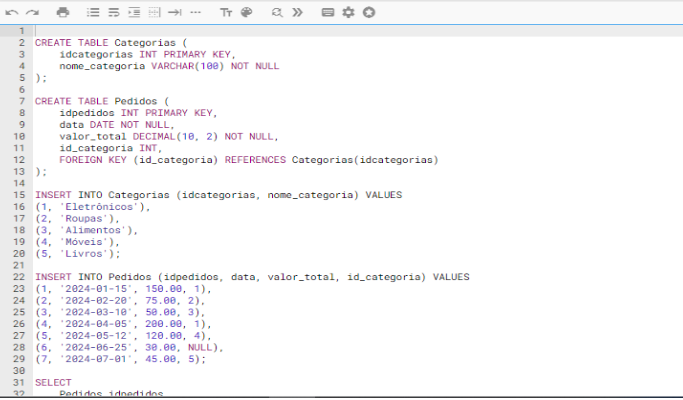 1
2 CREATE TABLE Categorias (
3     idcategorias INT PRIMARY KEY,
4     nome_categoria VARCHAR(100) NOT NULL
5 );
6
7 CREATE TABLE Pedidos (
8     idpedidos INT PRIMARY KEY,
9     data DATE NOT NULL,
10     valor_total DECIMAL(10, 2) NOT NULL,
11     id_categoria INT,
12     FOREIGN KEY (id_categoria) REFERENCES Categorias(idcategorias)
13 );
14
15 INSERT INTO Categorias (idcategorias, nome_categoria) VALUES
16 (1, 'Eletrônicos'),
17 (2, 'Roupas'),
18 (3, 'Alimentos'),
19 (4, 'Móveis'),
20 (5, 'Livros');
21
22 INSERT INTO Pedidos (idpedidos, data, valor_total, id_categoria) VALUES
23 (1, '2024-01-15', 150.00, 1),
24 (2, '2024-02-20', 75.00, 2),
25 (3, '2024-03-10', 50.00, 3),
26 (4, '2024-04-05', 200.00, 1),
27 (5, '2024-05-12', 120.00, 4),
28 (6, '2024-06-25', 30.00, NULL),
29 (7, '2024-07-01', 45.00, 5);
30
31 SELECT
32     Pedidos.idpedidos